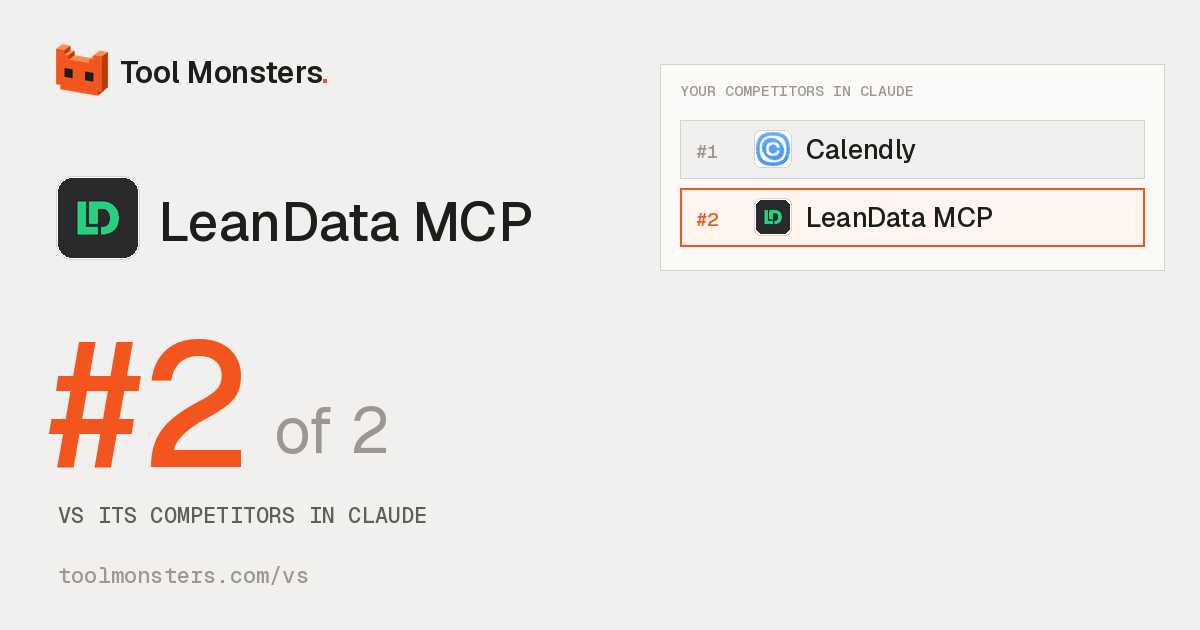 Tool Monsters.
LeanData MCP
#2 of 2
VS ITS COMPETITORS IN CLAUDE
toolmonsters.com/vs
YOUR COMPETITORS IN CLAUDE
#1 Calendly
#2 LeanData MCP